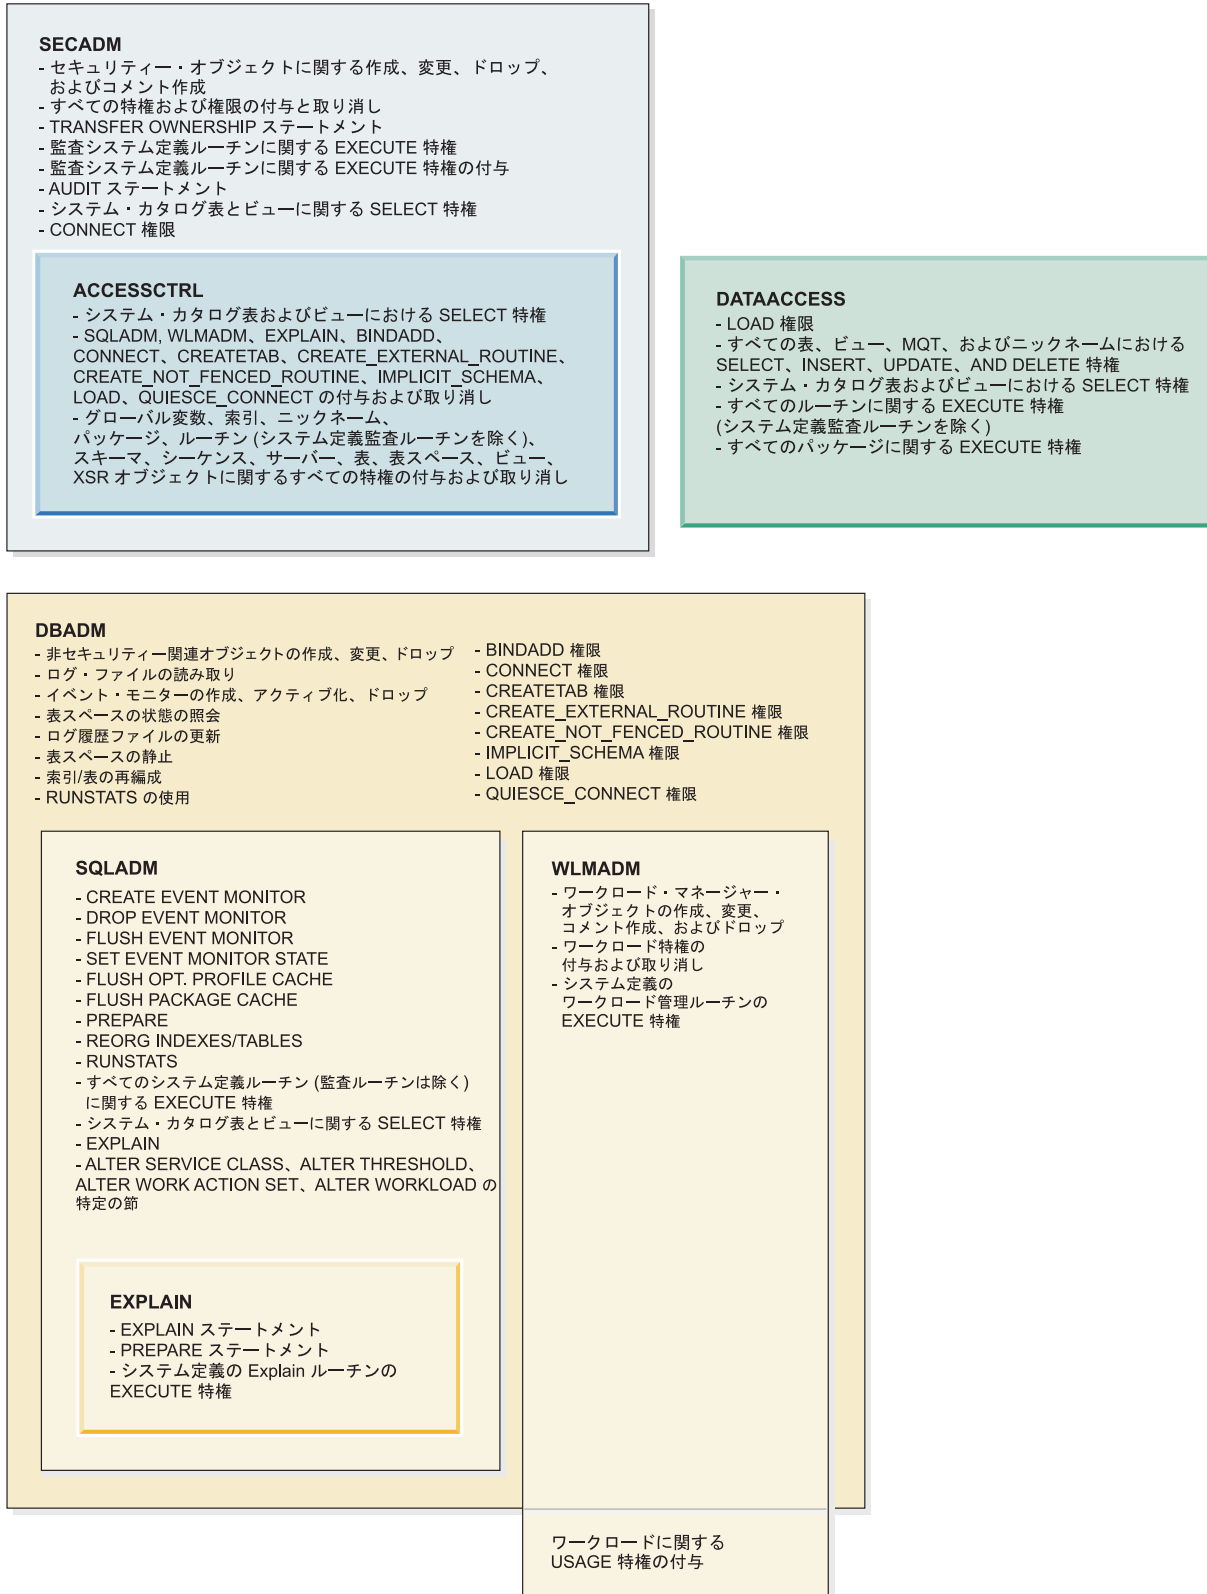 SECADM
- セキュリティー・オブジェクトに関する作成、変更、ドロップ、
およびコメント作成
- すべての特権および権限の付与と取り消し
- TRANSFER OWNERSHIP ステートメント
- 監査システム定義ルーチンに関する EXECUTE 特権
- 監査システム定義ルーチンに関する EXECUTE 特権の付与
- AUDIT ステートメント
- システム・カタログ表とビューに関する SELECT 特権
- CONNECT 権限
ACCESSCTRL
- システム・カタログ表およびビューにおける SELECT 特権
- SQLADM, WLMADM、EXPLAIN、BINDADD、
CONNECT、CREATETAB、CREATE_EXTERNAL_ROUTINE、
CREATE_NOT_FENCED_ROUTINE、IMPLICIT_SCHEMA、
LOAD、QUIESCE_CONNECT の付与および取り消し
- グローバル変数、索引、ニックネーム、
パッケージ、ルーチン (システム定義監査ルーチンを除く)、
スキーマ、シーケンス、サーバー、表、表スペース、ビュー、
XSR オブジェクトに関するすべての特権の付与および取り消し
DATAACCESS
- LOAD 権限
- すべての表、ビュー、MQT、およびニックネームにおける
SELECT、INSERT、UPDATE、AND DELETE 特権
- システム・カタログ表およびビューにおける SELECT 特権
- すべてのルーチンに関する EXECUTE 特権
(システム定義監査ルーチンを除く)
- すべてのパッケージに関する EXECUTE 特権
DBADM
- 非セキュリティー関連オブジェクトの作成、変更、ドロップ
- ログ・ファイルの読み取り
- イベント・モニターの作成、アクティブ化、ドロップ
- 表スペースの状態の照会
- ログ履歴ファイルの更新
- 表スペースの静止
- 索引/表の再編成
- RUNSTATS の使用
- BINDADD 権限
- CONNECT 権限
- CREATETAB 権限
- CREATE_EXTERNAL_ROUTINE 権限
- CREATE_NOT_FENCED_ROUTINE 権限
- IMPLICIT_SCHEMA 権限
- LOAD 権限
- QUIESCE_CONNECT 権限
SQLADM
- CREATE EVENT MONITOR
- DROP EVENT MONITOR
- FLUSH EVENT MONITOR
- SET EVENT MONITOR STATE
- FLUSH OPT. PROFILE CACHE
- FLUSH PACKAGE CACHE
- PREPARE
- REORG INDEXES/TABLES
- RUNSTATS
- すべてのシステム定義ルーチン (監査ルーチンは除く)
に関する EXECUTE 特権
- システム・カタログ表とビューに関する SELECT 特権
- EXPLAIN
- ALTER SERVICE CLASS、ALTER THRESHOLD、
ALTER WORK ACTION SET、ALTER WORKLOAD の
特定の節
EXPLAIN
- EXPLAIN ステートメント
- PREPARE ステートメント
- システム定義の Explain ルーチンの
EXECUTE 特権
WLMADM
- ワークロード・マネージャー・
オブジェクトの作成、変更、
コメント作成、およびドロップ
- ワークロード特権の
付与および取り消し
- システム定義の
ワークロード管理ルーチンの
EXECUTE 特権
ワークロードに関する
USAGE 特権の付与